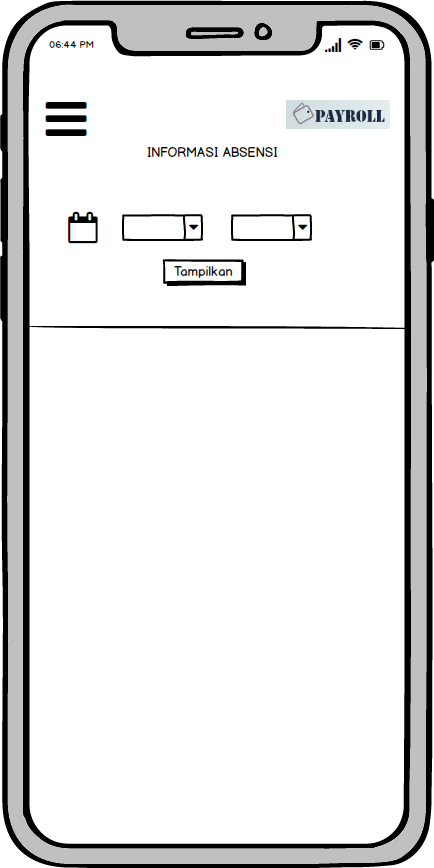 06:44 PM
PAYROLL
INFORMASI ABSENSI
Tampilkan